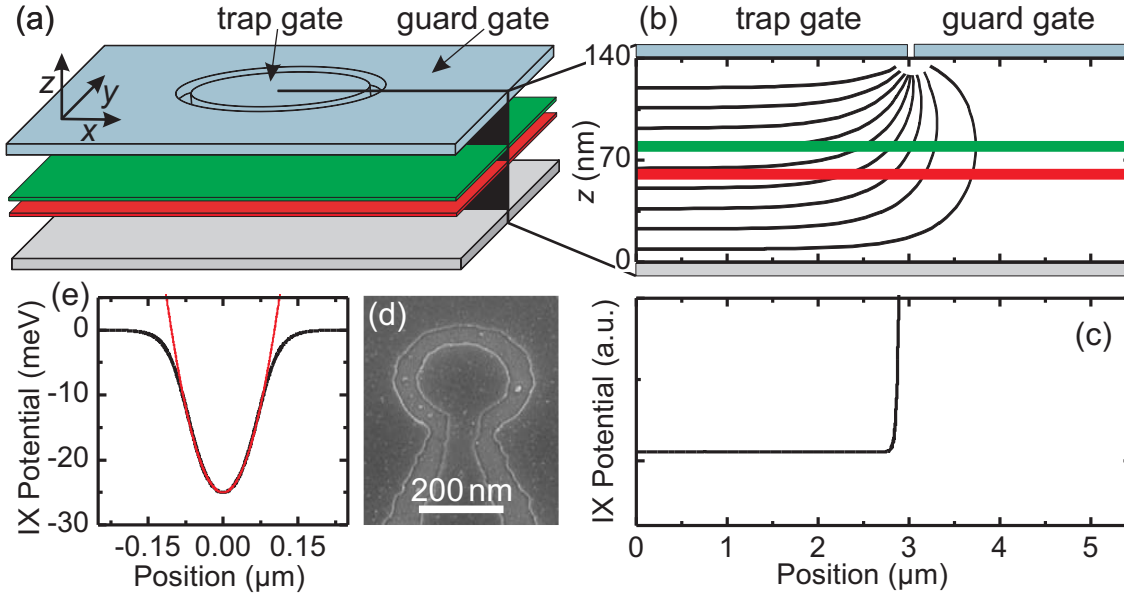 (a)
trap gate
guard gate
z
y
x
(b)
trap gate
guard gate
140
70
0
z (nm)
(e)
0
-10
-20
-30
IX Potential (meV)
-0.15
0.00
0.15
Position (µm)
(d)
200 nm
(c)
IX Potential (a.u.)
0
1
2
3
4
5
Position (µm)